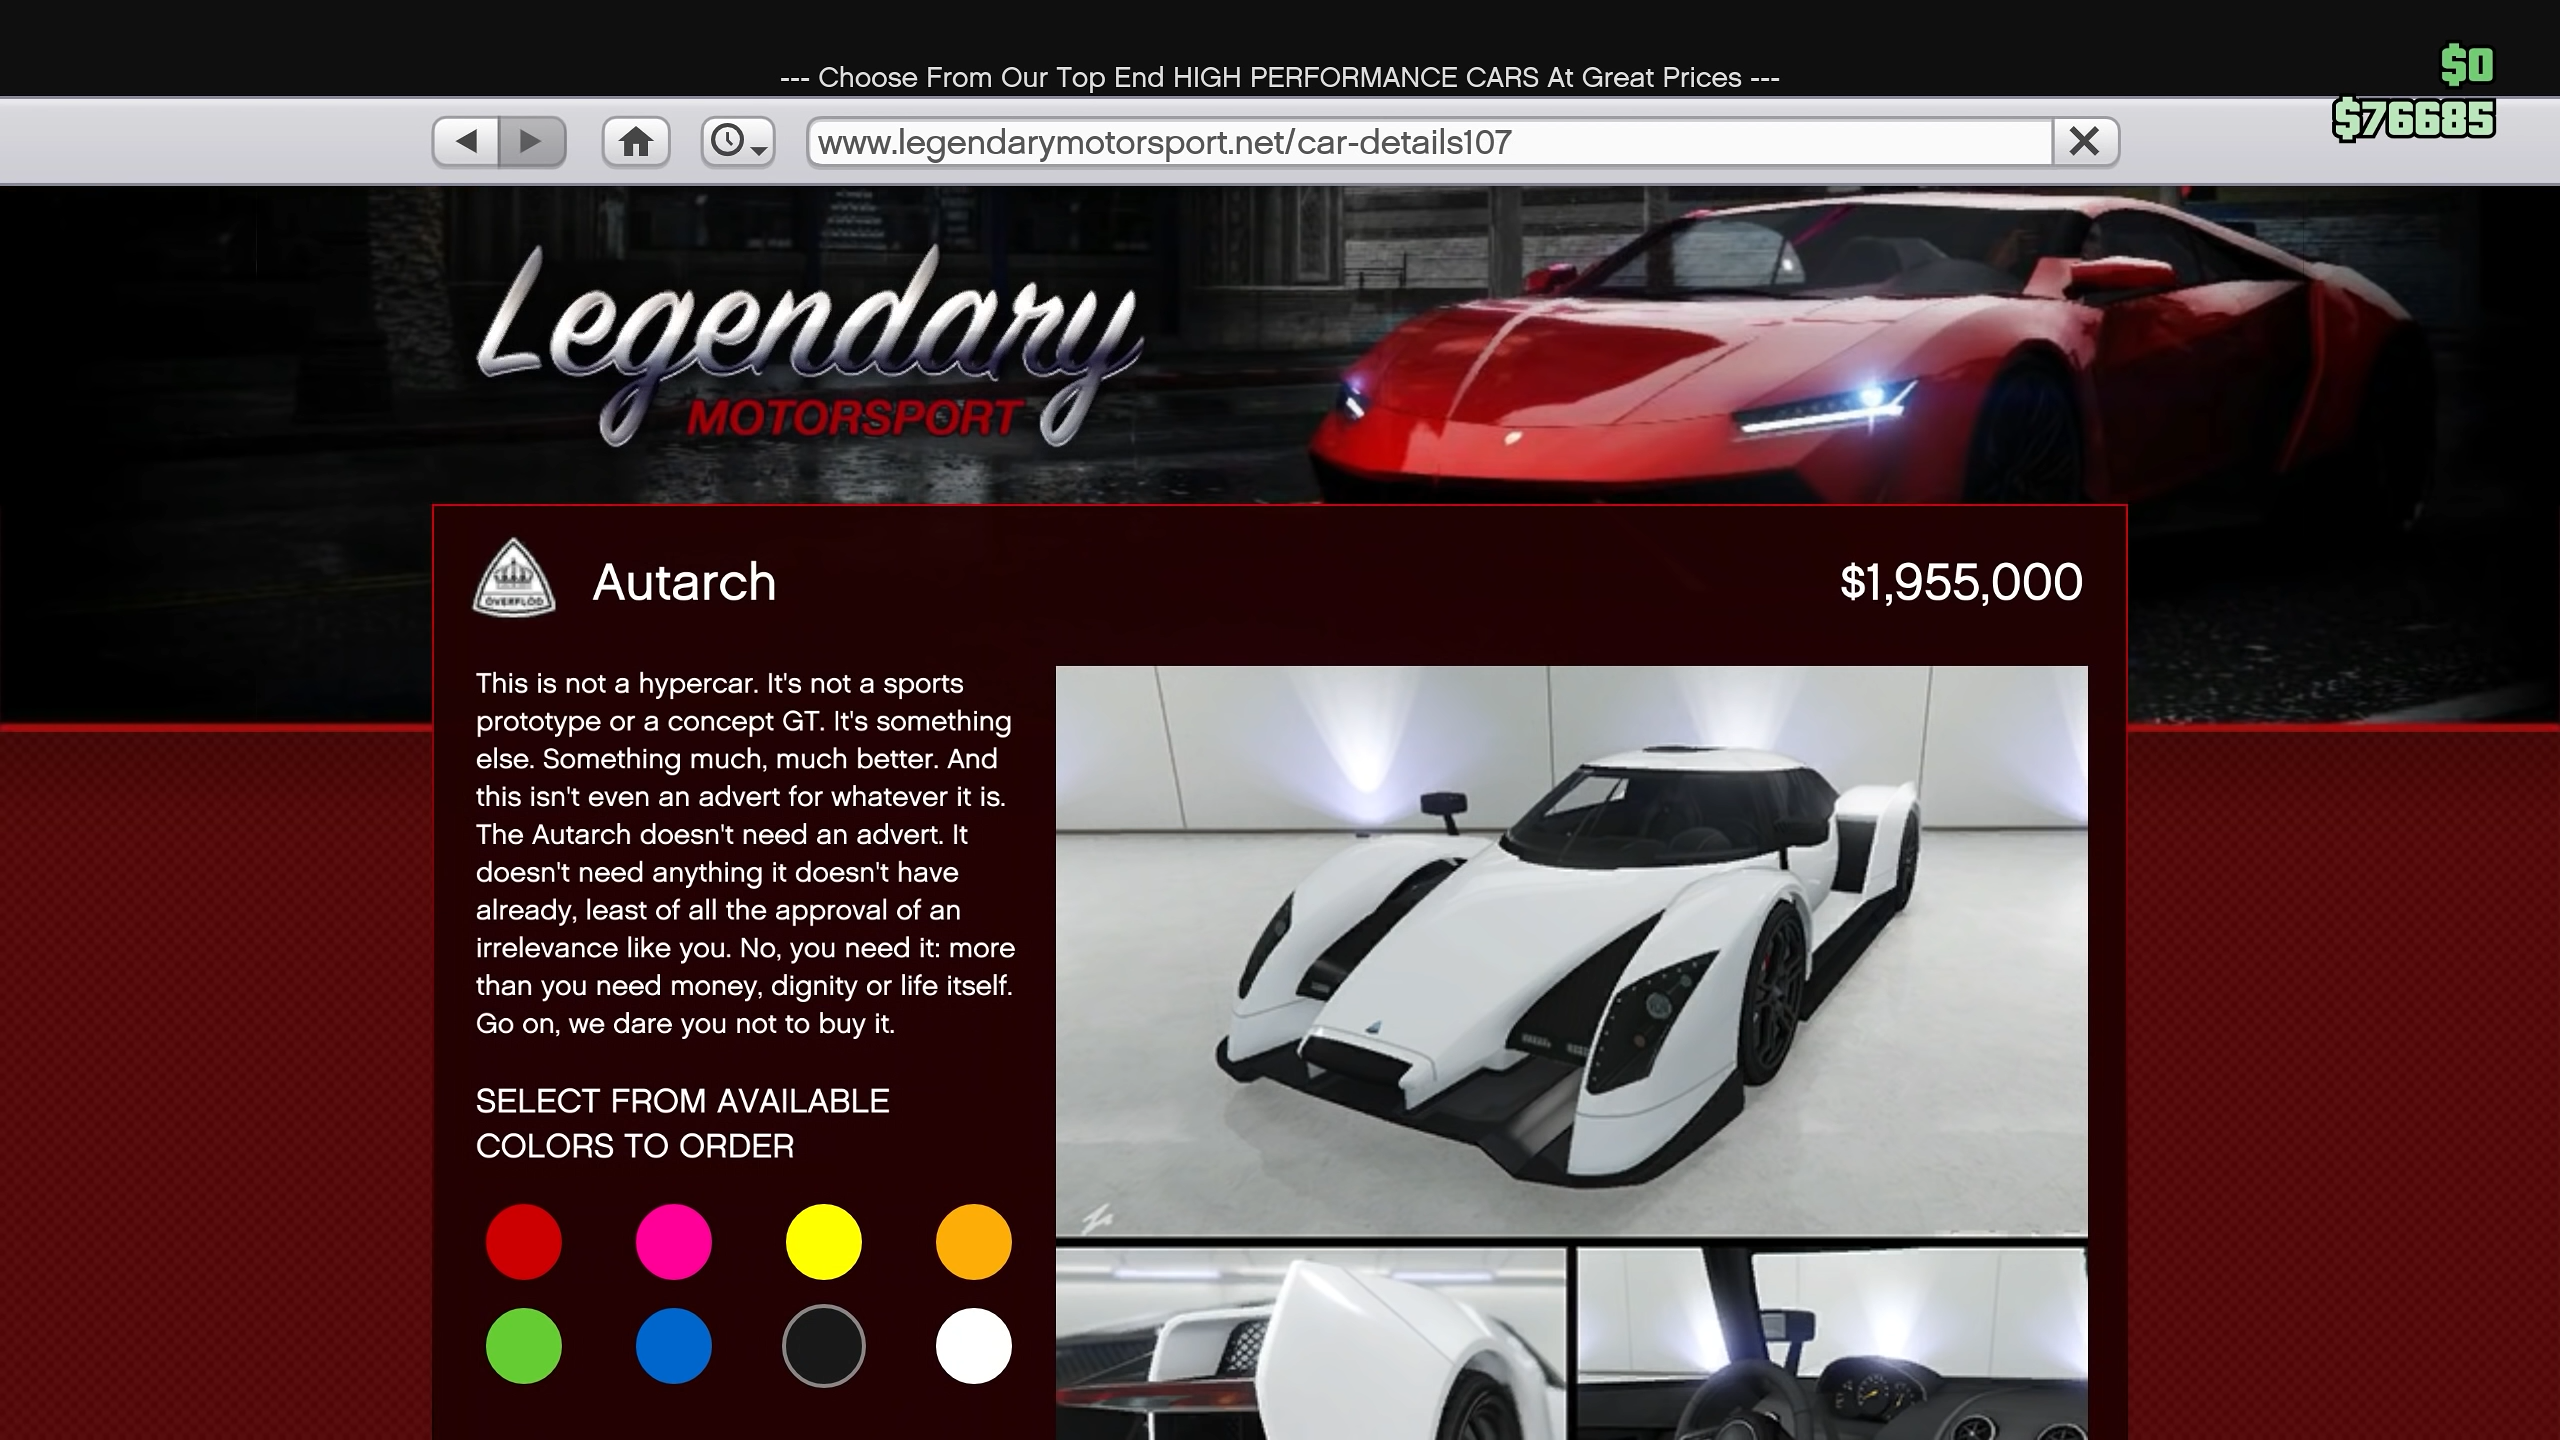 --- Choose From Our Top End HIGH PERFORMANCE CARS At Great Prices ---
$0
$76685
www.legendarymotorsport.net/car-details107
Legendary
MOTORSPORT
OVERFLÖD
Autarch
$1,955,000
This is not a hypercar. It's not a sports
prototype or a concept GT. It's something
else. Something much, much better. And
this isn't even an advert for whatever it is.
The Autarch doesn't need an advert. It
doesn't need anything it doesn't have
already, least of all the approval of an
irrelevance like you. No, you need it: more
than you need money, dignity or life itself.
Go on, we dare you not to buy it.
SELECT FROM AVAILABLE
COLORS TO ORDER